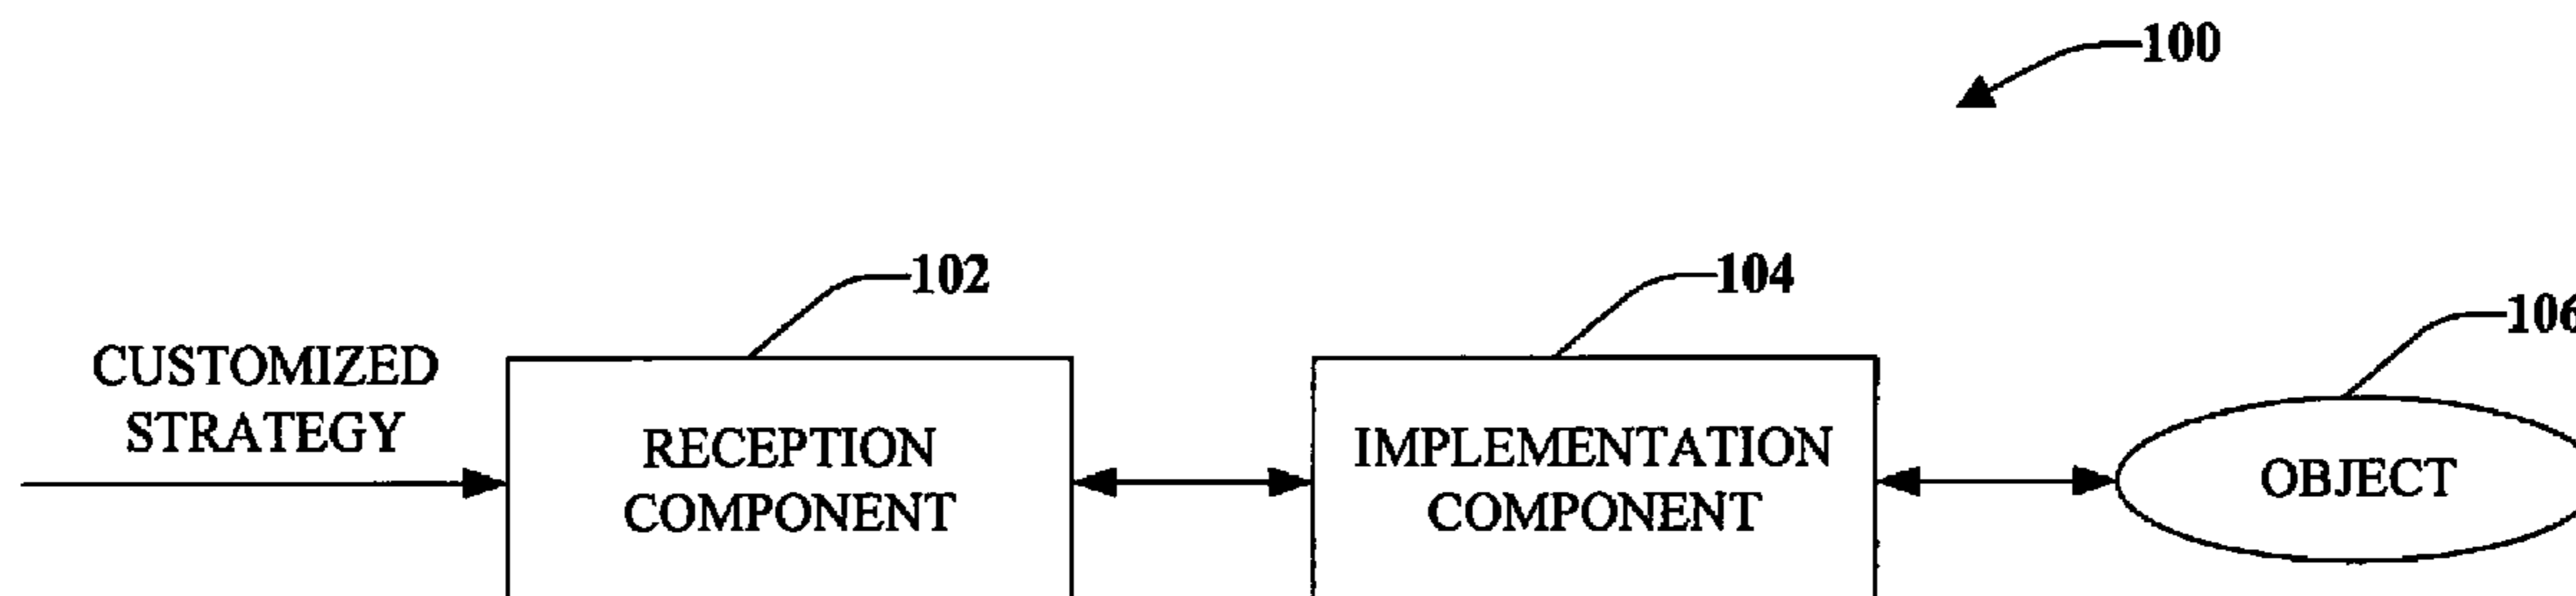 100
102
104
106
CUSTOMIZED
STRATEGY
RECEPTION
COMPONENT
IMPLEMENTATION
COMPONENT
OBJECT